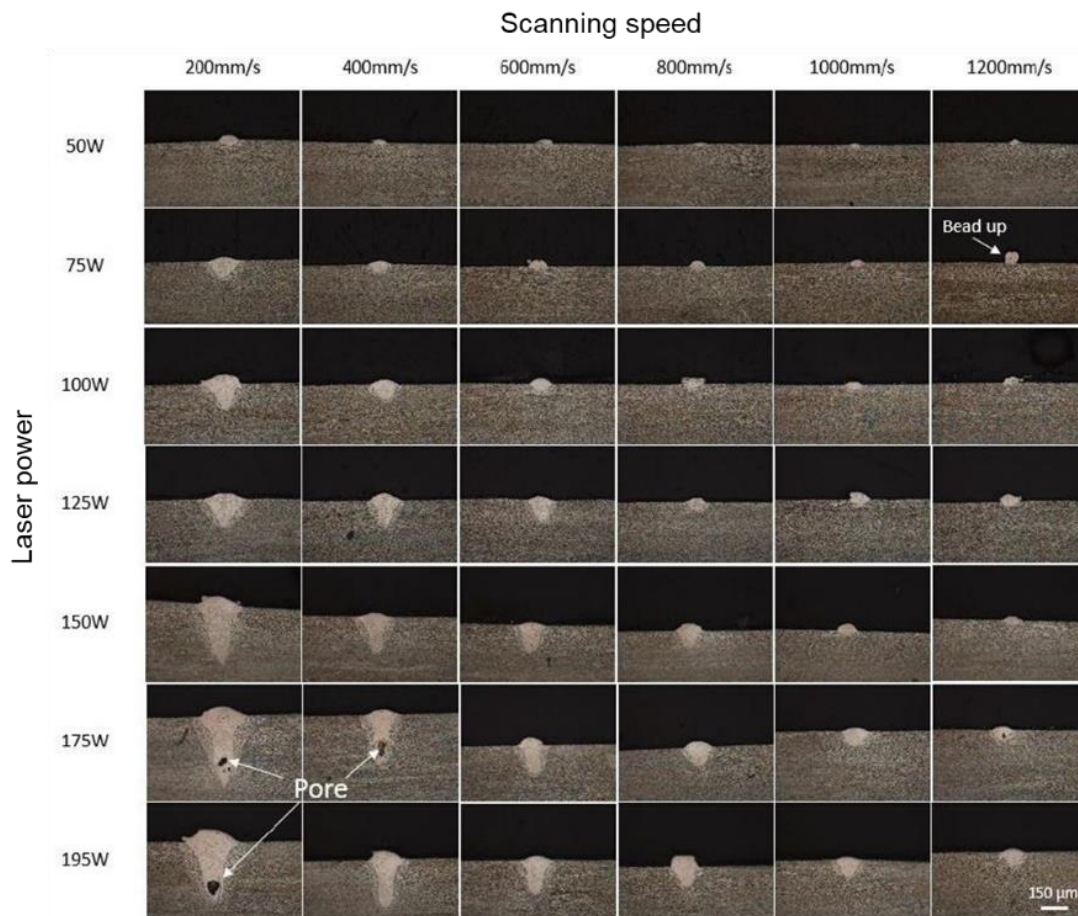 Scanning speed
200mm/s 400mm/s 600mm/s 800mm/s 1000mm/s 1200mm/s
Laser power
50W
75W
Bead up
100W
125W
150W
175W
Pore
195W
150 µm